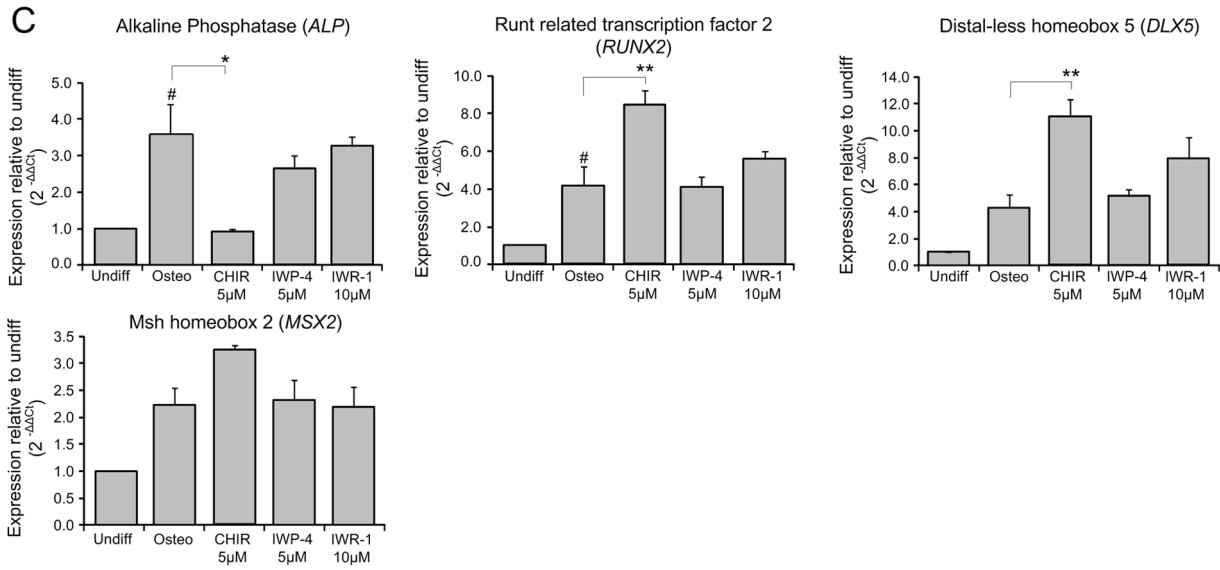 C
Alkaline Phosphatase (ALP)
Expression relative to undiff
(2 -ΔΔCt)
5.0
4.0
3.0
2.0
1.0
0.0
#
*
Undiff Osteo CHIR IWP-4 IWR-1
5µM 5µM 10µM
Runt related transcription factor 2
(RUNX2)
Expression relative to undiff
(2 -ΔΔCt)
10.0
8.0
6.0
4.0
2.0
0.0
#
**
Undiff Osteo CHIR IWP-4 IWR-1
5µM 5µM 10µM
Distal-less homeobox 5 (DLX5)
Expression relative to undiff
(2 -ΔΔCt)
14.0
12.0
10.0
8.0
6.0
4.0
2.0
0.0
**
Undiff Osteo CHIR IWP-4 IWR-1
5µM 5µM 10µM
Msh homeobox 2 (MSX2)
Expression relative to undiff
(2 -ΔΔCt)
3.5
3.0
2.5
2.0
1.5
1.0
0.5
0.0
Undiff Osteo CHIR IWP-4 IWR-1
5µM 5µM 10µM